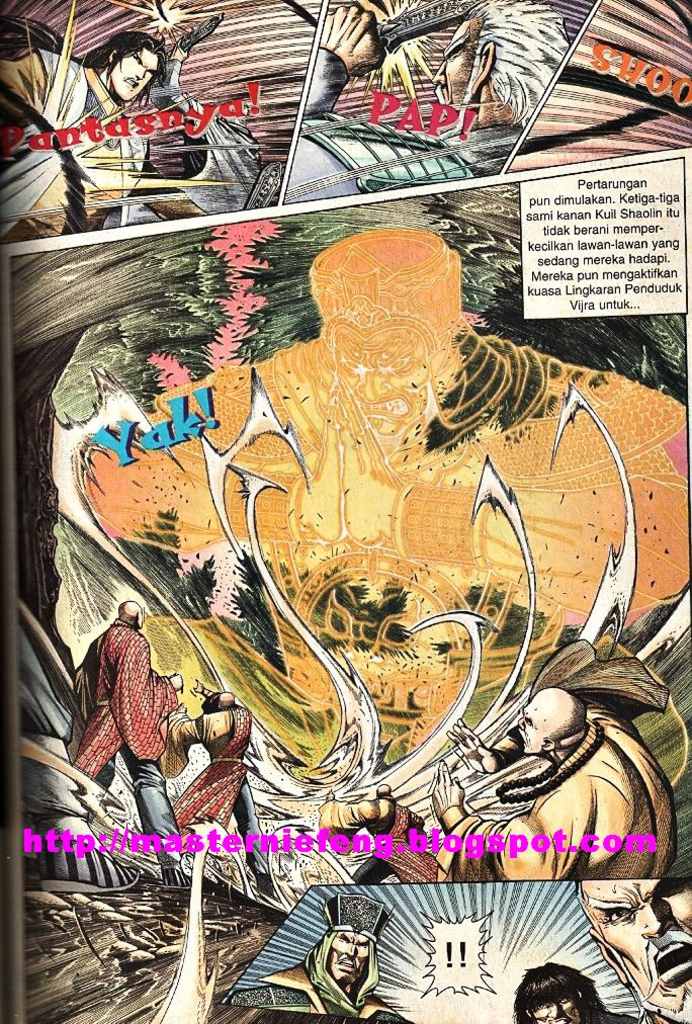 Pantasnya!
PAP!
SHOOKS
Pertarungan
pun dimulakan. Ketiga-tiga
sami kanan Kuil Shaolin itu
tidak berani memper-
kecilkan lawan-lawan yang
sedang mereka hadapi.
Mereka pun mengaktifkan
kuasa Lingkaran Penduduk
Vijra untuk...
Yak!
http://masterniefeng.blogspot.com
!!